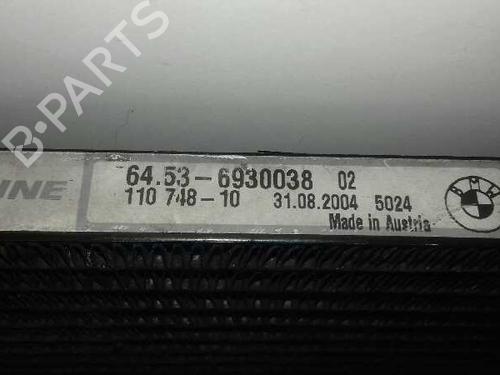 B-PARTS
INE
64.53-6930038 02
110 748-10 31.08.2004 5024
Made in Austria
BMW